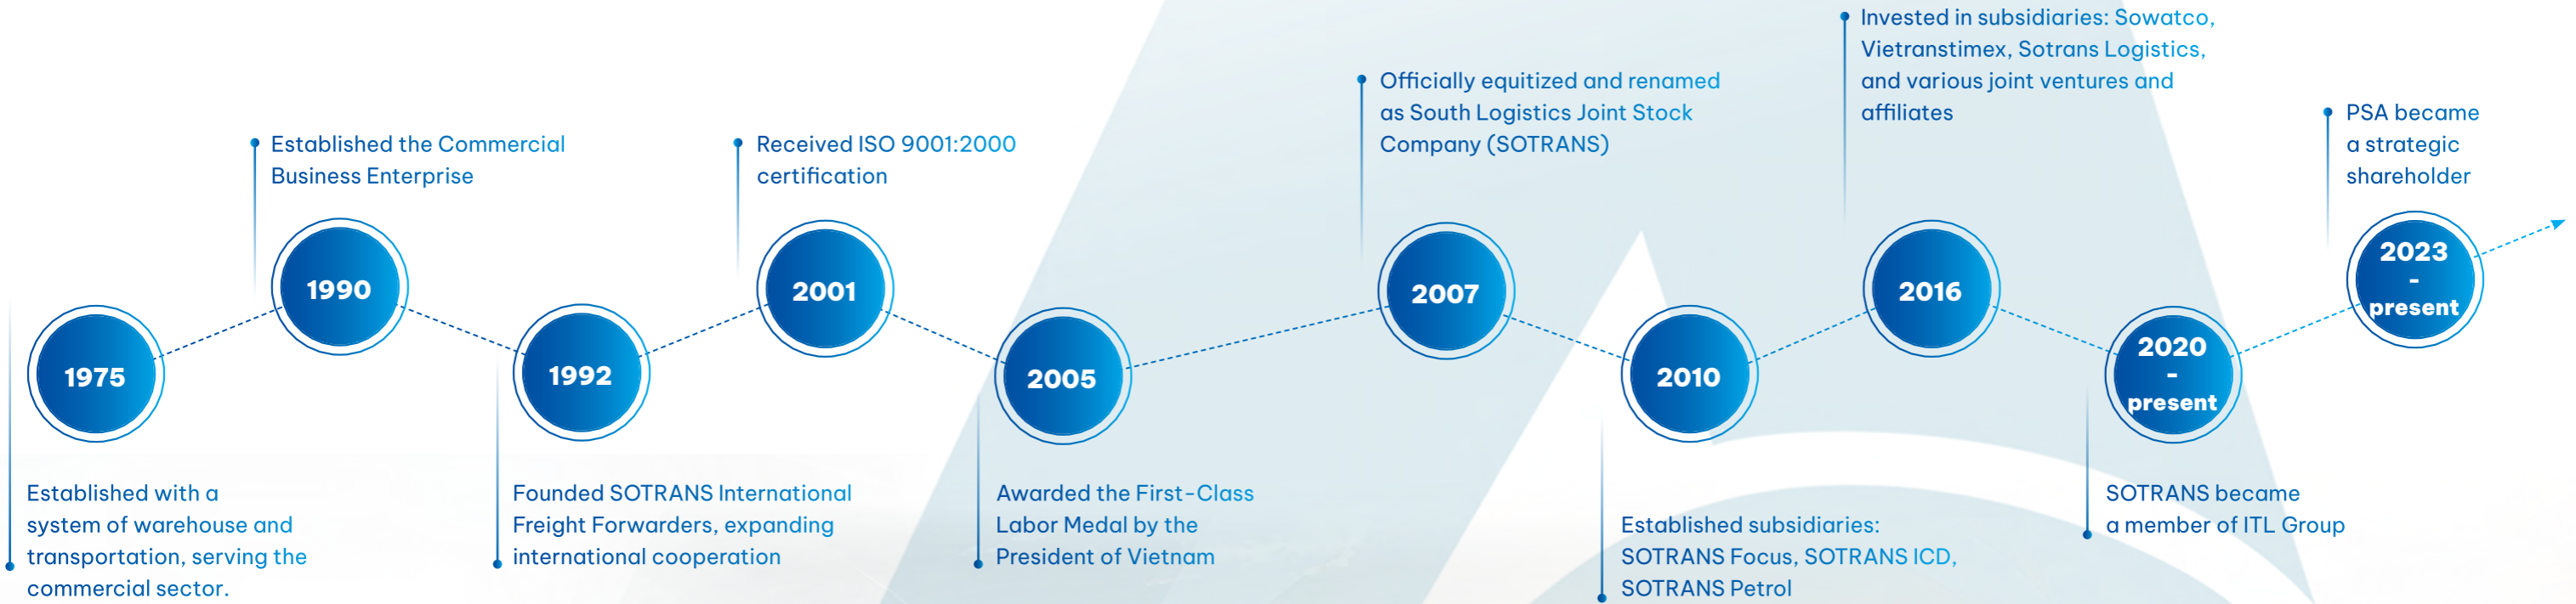 1975
Established with a
system of warehouse and
transportation, serving the
commercial sector.
Established the Commercial
Business Enterprise
1990
1992
Founded SOTRANS International
Freight Forwarders, expanding
international cooperation
Received ISO 9001:2000
certification
2001
2005
Awarded the First-Class
Labor Medal by the
President of Vietnam
Officially equitized and renamed
as South Logistics Joint Stock
Company (SOTRANS)
2007
2010
Established subsidiaries:
SOTRANS Focus, SOTRANS ICD,
SOTRANS Petrol
Invested in subsidiaries: Sowatco,
Vietranstimex, Sotrans Logistics,
and various joint ventures and
affiliates
2016
2020
-
present
SOTRANS became
a member of ITL Group
PSA became
a strategic
shareholder
2023
-
present